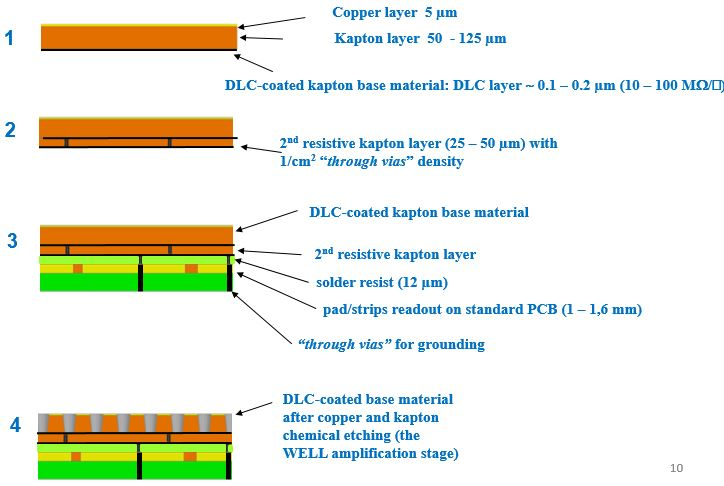 1
Copper layer 5 µm
Kapton layer 50 - 125 µm
DLC-coated kapton base material: DLC layer ~ 0.1 – 0.2 µm (10 – 100 MΩ/□)
2
2nd resistive kapton layer (25 – 50 µm) with
1/cm2 “through vias” density
3
DLC-coated kapton base material
2nd resistive kapton layer
solder resist (12 µm)
pad/strips readout on standard PCB (1 – 1,6 mm)
“through vias” for grounding
4
DLC-coated base material
after copper and kapton
chemical etching (the
WELL amplification stage)
10